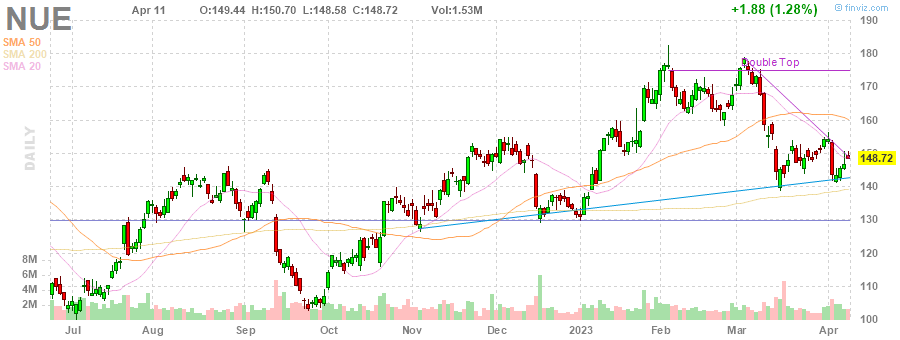 NUE Apr 11 O:149.44 H:150.70 L:148.58 C:148.72 Vol:1.53M +1.88 (1.28%) © finviz.com
SMA 50
SMA 200
SMA 20
DAILY
Double Top
190
180
170
160
150
148.72
140
130
120
110
100
8M
6M
4M
2M
Jul Aug Sep Oct Nov Dec 2023 Feb Mar Apr